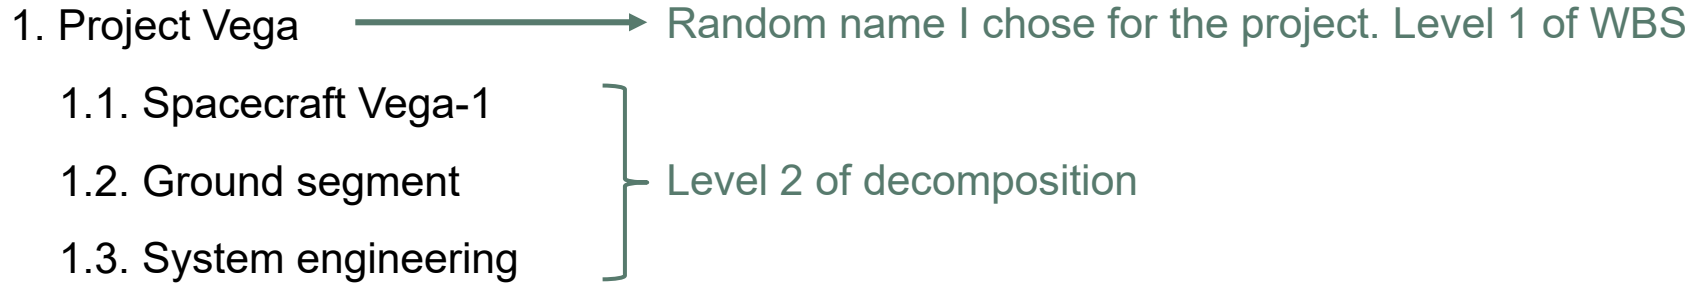 1. Project Vega Random name I chose for the project. Level 1 of WBS
1.1. Spacecraft Vega-1
1.2. Ground segment Level 2 of decomposition
1.3. System engineering